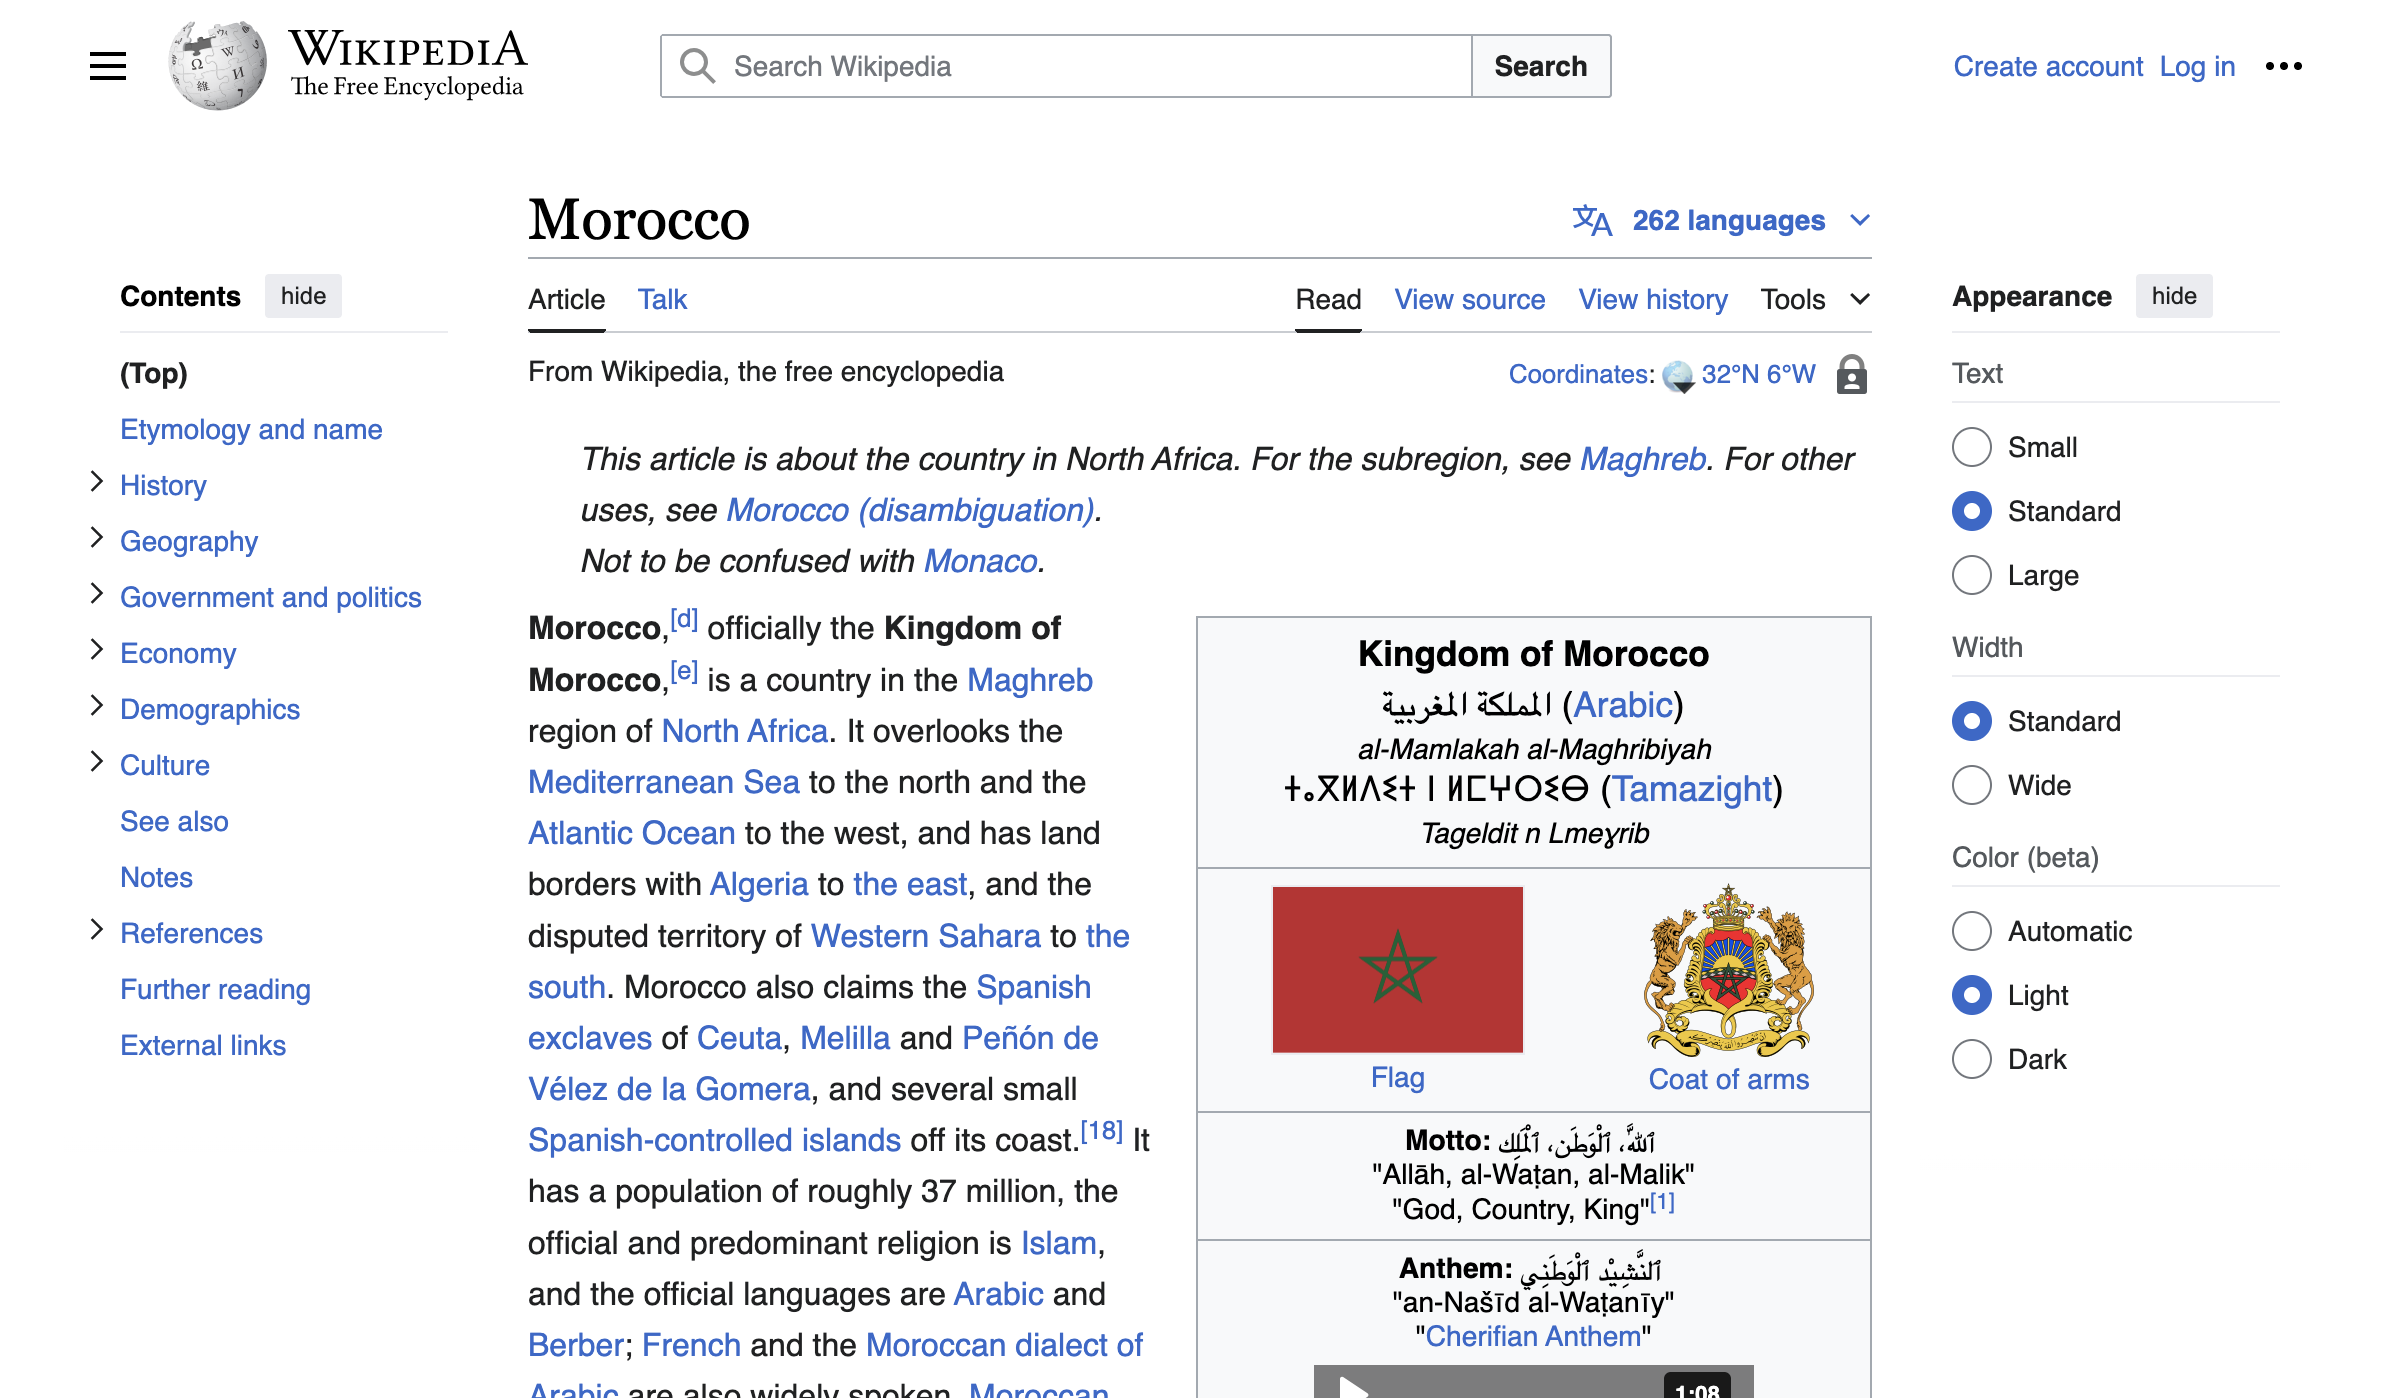 WIKIPEDIA
The Free Encyclopedia
Search Wikipedia
Search
Create account
Log in
Contents
hide
(Top)
Etymology and name
History
Geography
Government and politics
Economy
Demographics
Culture
See also
Notes
References
Further reading
External links
Morocco
262 languages
Article
Talk
Read
View source
View history
Tools
From Wikipedia, the free encyclopedia
Coordinates: 32°N 6°W
This article is about the country in North Africa. For the subregion, see Maghreb. For other
uses, see Morocco (disambiguation).
Not to be confused with Monaco.
Morocco,[d] officially the Kingdom of
Morocco,[e] is a country in the Maghreb
region of North Africa. It overlooks the
Mediterranean Sea to the north and the
Atlantic Ocean to the west, and has land
borders with Algeria to the east, and the
disputed territory of Western Sahara to the
south. Morocco also claims the Spanish
exclaves of Ceuta, Melilla and Peñón de
Vélez de la Gomera, and several small
Spanish-controlled islands off its coast.[18] It
has a population of roughly 37 million, the
official and predominant religion is Islam,
and the official languages are Arabic and
Berber; French and the Moroccan dialect of
Arabic are also widely spoken. Moroccan
Kingdom of Morocco
المملكة المغربية (Arabic)
al-Mamlakah al-Maghribiyah
ⵜⴰⴳⵍⴷⵉⵜ ⵏ ⵍⵎⵖⵔⵉⴱ (Tamazight)
Tageldit n Lmeɣrib
Flag
Coat of arms
Motto: ٱللَّٰه، ٱلْوَطَن، ٱلْمَلِك
"Allāh, al-Waṭan, al-Malik"
"God, Country, King"[1]
Anthem: ٱلنَّشِيْد ٱلْوَطَنِي
"an-Našīd al-Waṭanīy"
"Cherifian Anthem"
1:08
Appearance
hide
Text
Small
Standard
Large
Width
Standard
Wide
Color (beta)
Automatic
Light
Dark